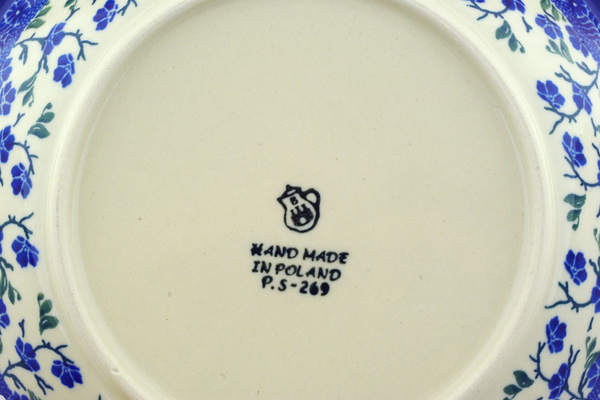 B
HAND MADE
IN POLAND
P.S-269